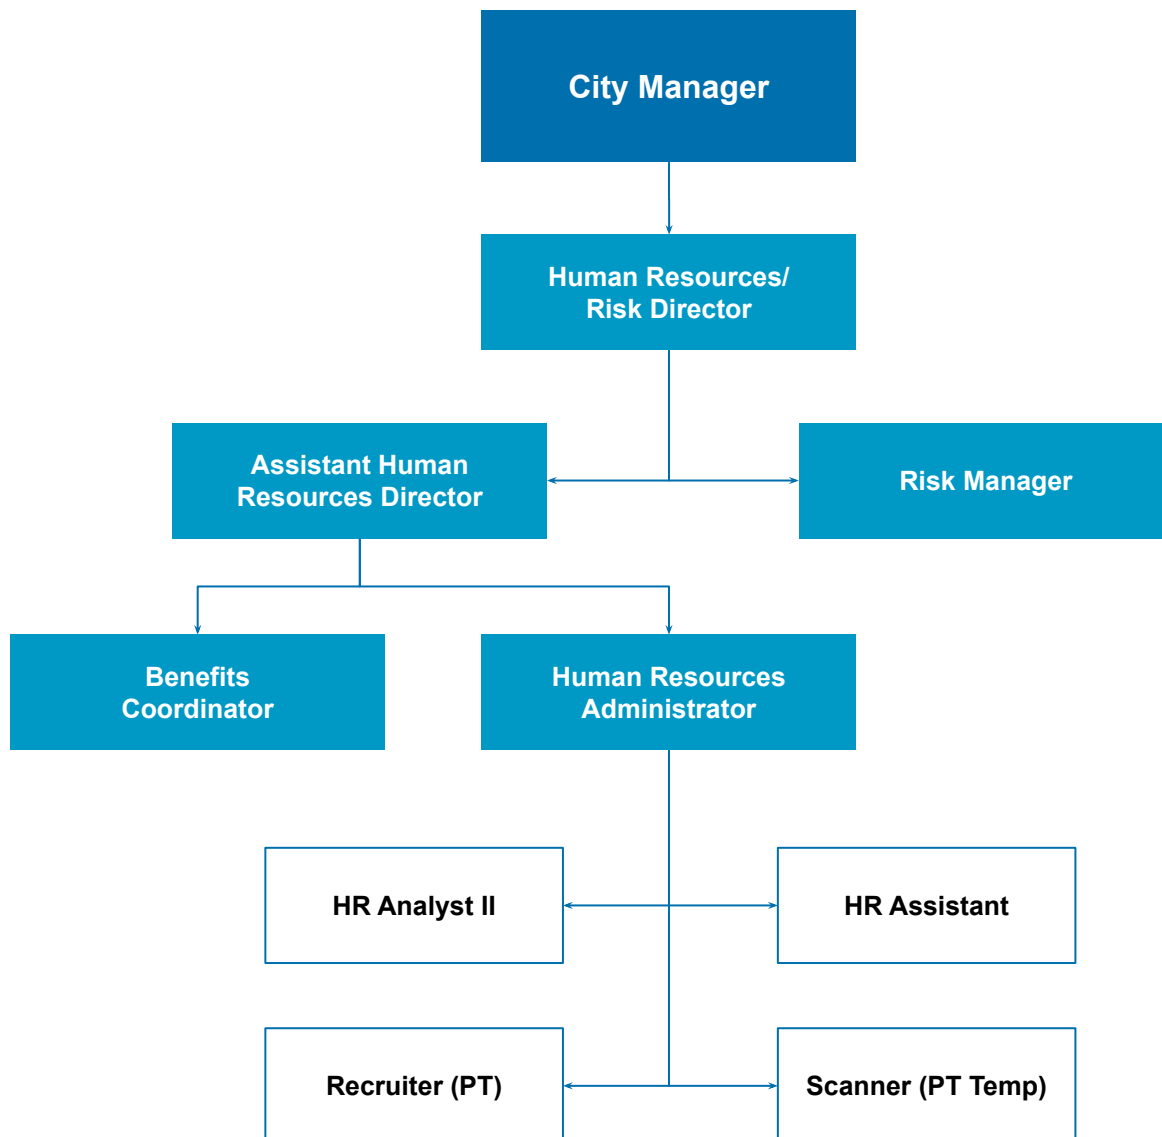 City Manager
Human Resources/
Risk Director
Assistant Human
Resources Director
Risk Manager
Benefits
Coordinator
Human Resources
Administrator
HR Analyst II
HR Assistant
Recruiter (PT)
Scanner (PT Temp)